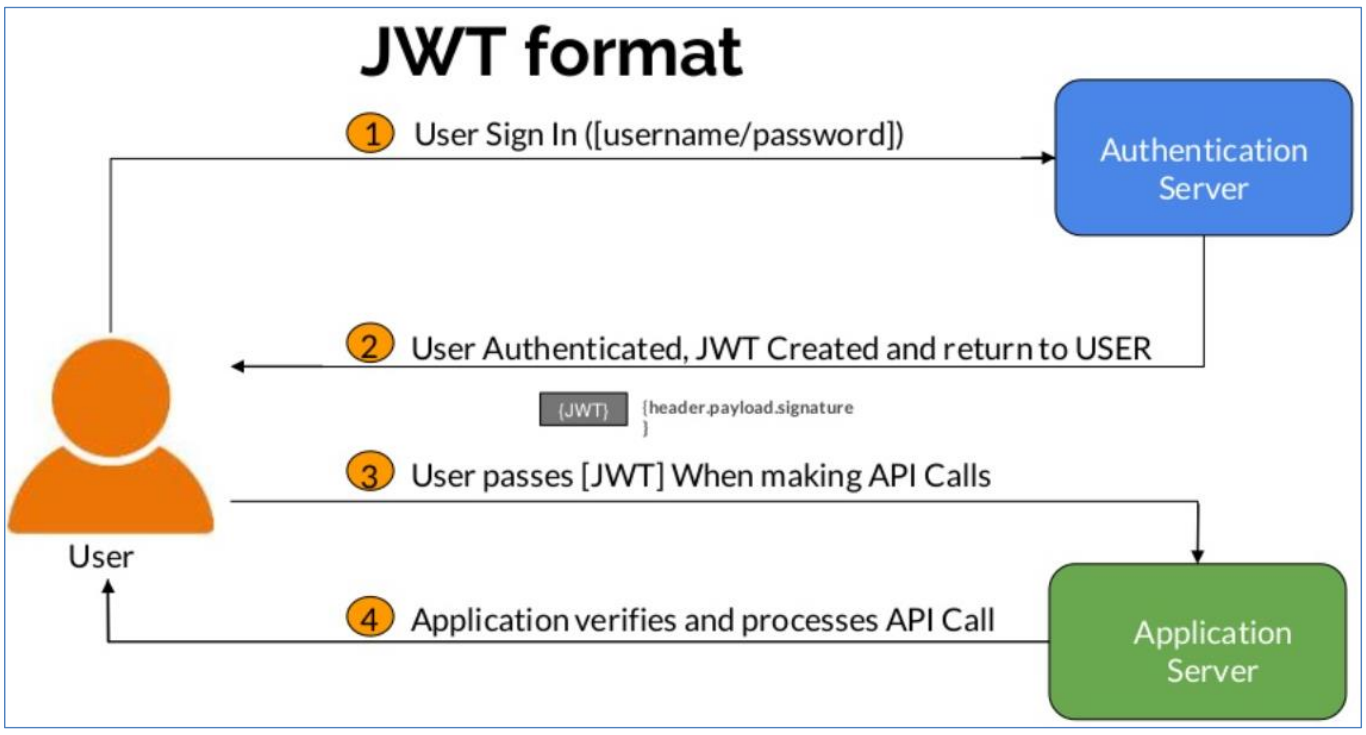 JWT format
1 User Sign In ([username/password])
Authentication
Server
2 User Authenticated, JWT Created and return to USER
{JWT} {header.payload.signature
}
3 User passes [JWT] When making API Calls
User
4 Application verifies and processes API Call
Application
Server